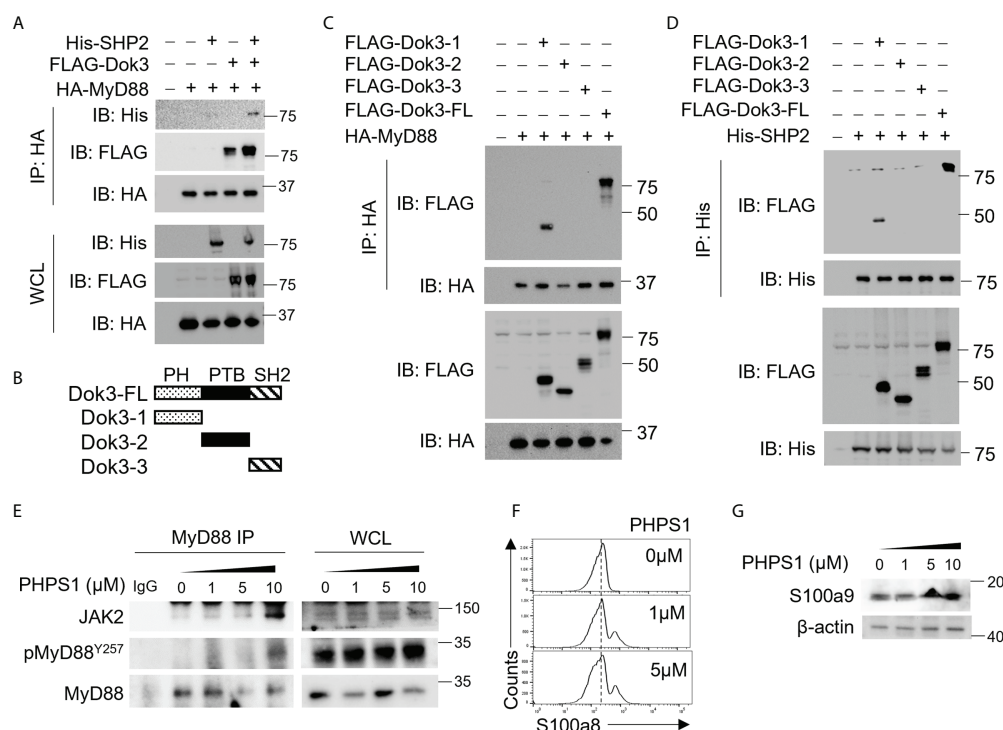 A
His-SHP2 – – + – +
FLAG-Dok3 – – – + +
HA-MyD88 – + + + +
IP: HA
IB: His
75
IB: FLAG
75
IB: HA
37
WCL
IB: His
75
IB: FLAG
75
IB: HA
37
B
PH PTB SH2
Dok3-FL
Dok3-1
Dok3-2
Dok3-3
C
FLAG-Dok3-1 – – + – – –
FLAG-Dok3-2 – – – + – –
FLAG-Dok3-3 – – – – + –
FLAG-Dok3-FL – – – – – +
HA-MyD88 – + + + + +
IP: HA
IB: FLAG
75
50
IB: HA
37
IB: FLAG
75
50
IB: HA
37
D
FLAG-Dok3-1 – – + – – –
FLAG-Dok3-2 – – – + – –
FLAG-Dok3-3 – – – – + –
FLAG-Dok3-FL – – – – – +
His-SHP2 – + + + + +
IP: His
IB: FLAG
75
50
IB: His
75
IB: FLAG
75
50
IB: His
75
E
MyD88 IP WCL
PHPS1 (µM) IgG 0 1 5 10 0 1 5 10
JAK2
150
pMyD88Y257
35
MyD88
35
F
PHPS1
0µM
1µM
5µM
Counts
S100a8
G
PHPS1 (µM) 0 1 5 10
20
S100a9
β-actin
40